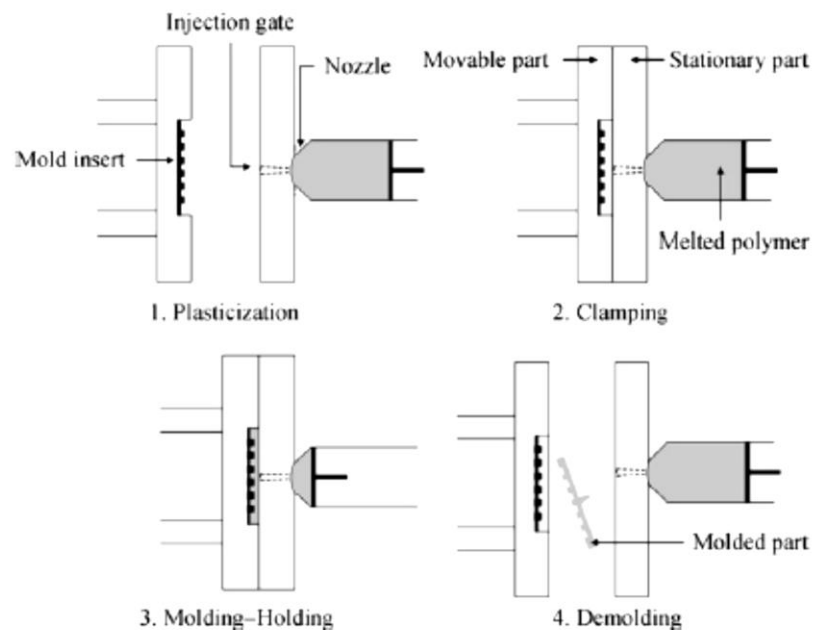 Injection gate
Nozzle
Mold insert
1. Plasticization
Movable part
Stationary part
Melted polymer
2. Clamping
3. Molding–Holding
Molded part
4. Demolding